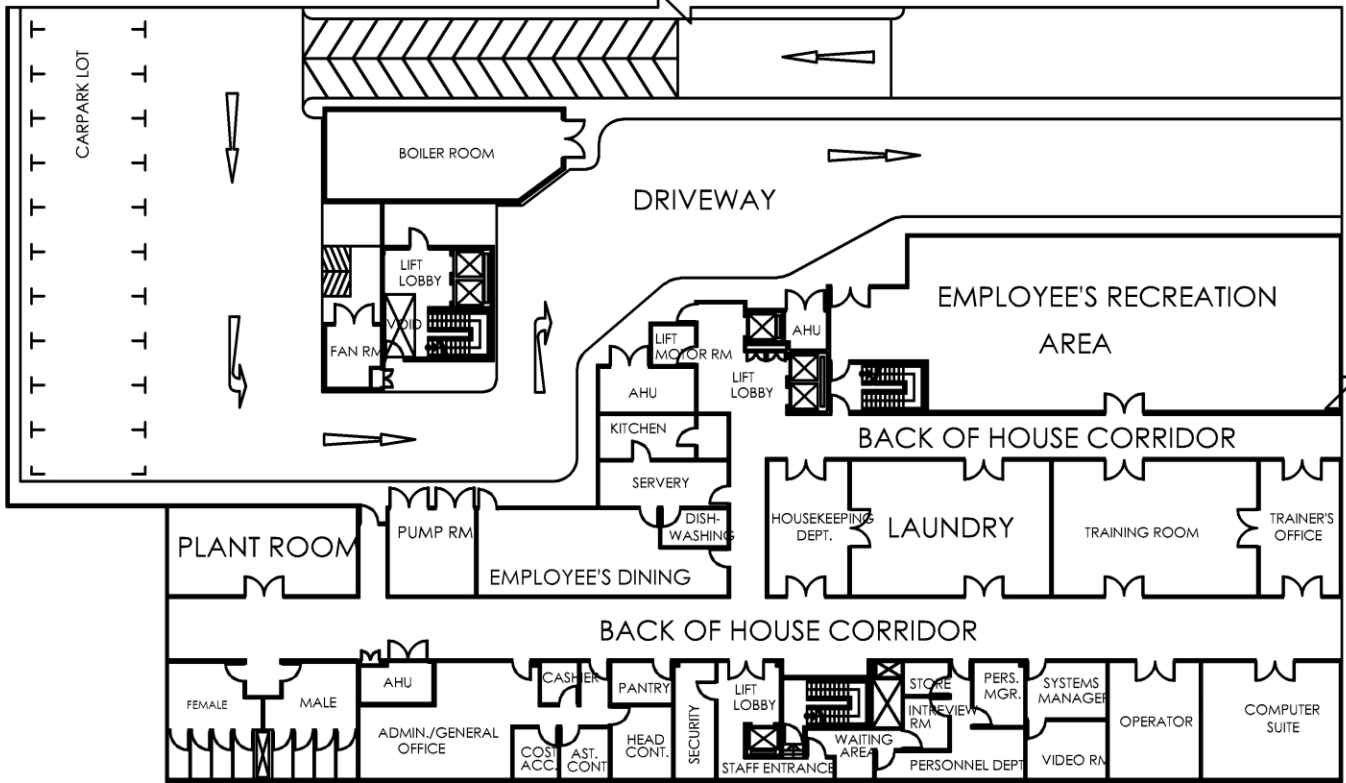 CARPARK LOT
BOILER ROOM
DRIVEWAY
LIFT
LOBBY
VOID
FAN RM
EMPLOYEE'S RECREATION
AREA
AHU
LIFT
MOTOR RM
LIFT
LOBBY
AHU
KITCHEN
SERVERY
DISH-
WASHING
BACK OF HOUSE CORRIDOR
HOUSEKEEPING
DEPT.
LAUNDRY
TRAINING ROOM
TRAINER'S
OFFICE
PLANT ROOM
PUMP RM
EMPLOYEE'S DINING
BACK OF HOUSE CORRIDOR
FEMALE
MALE
AHU
ADMIN./GENERAL
OFFICE
CASHIER
COST
ACC.
AST.
CONT
PANTRY
HEAD
CONT.
SECURITY
LIFT
LOBBY
STAFF ENTRANCE
WAITING
AREA
STORE
INTREVIEW
RM
PERS.
MGR.
PERSONNEL DEPT
SYSTEMS
MANAGER
VIDEO RM
OPERATOR
COMPUTER
SUITE